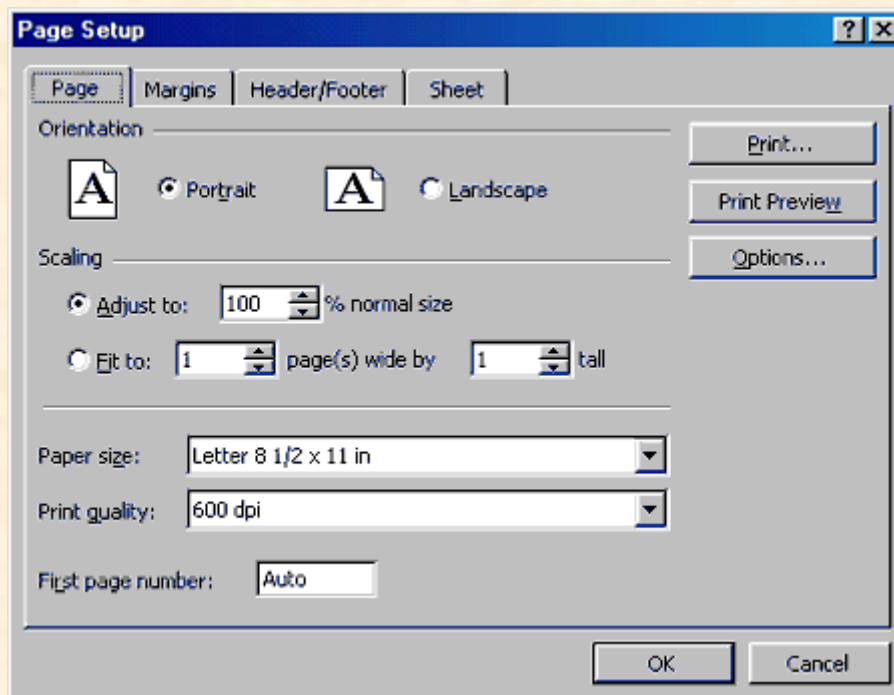 Page Setup
Page Margins Header/Footer Sheet
Orientation
A Portrait A Landscape
Print...
Print Preview
Options...
Scaling
Adjust to: 100 % normal size
Fit to: 1 page(s) wide by 1 tall
Paper size: Letter 8 1/2 x 11 in
Print quality: 600 dpi
First page number: Auto
OK Cancel